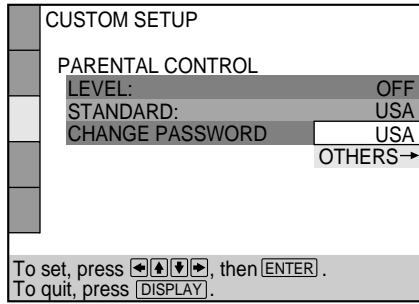 CUSTOM SETUP
PARENTAL CONTROL
LEVEL: OFF
STANDARD: USA
CHANGE PASSWORD USA
OTHERS→
To set, press ←↑↓→, then ENTER.
To quit, press DISPLAY.